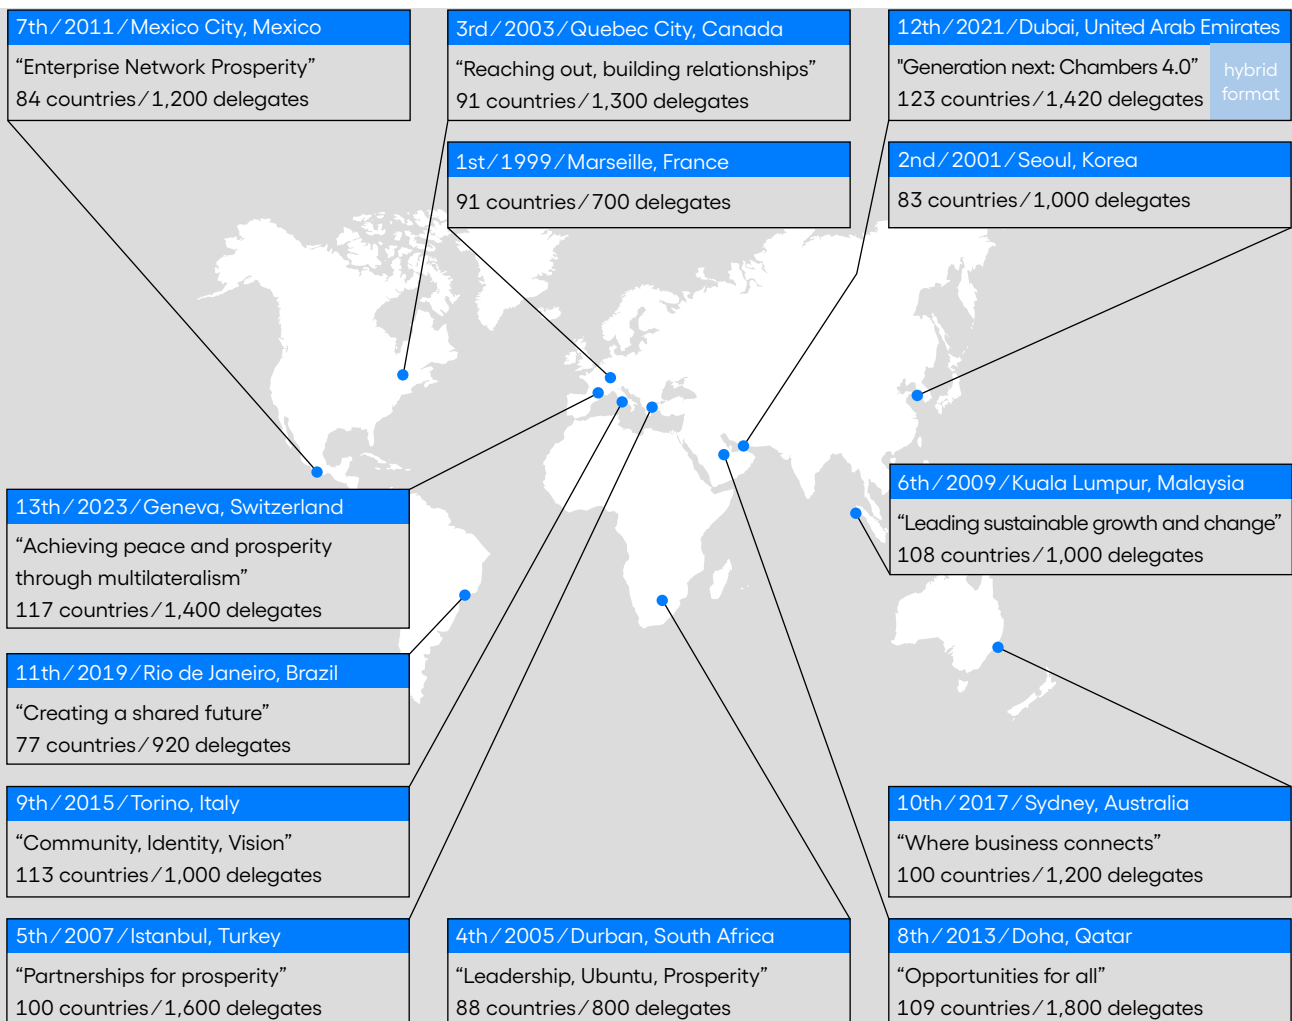 7th/2011/Mexico City, Mexico
“Enterprise Network Prosperity”
84 countries/1,200 delegates
3rd/2003/Quebec City, Canada
“Reaching out, building relationships”
91 countries/1,300 delegates
12th/2021/Dubai, United Arab Emirates
"Generation next: Chambers 4.0”
123 countries/1,420 delegates
hybrid
format
1st/1999/Marseille, France
91 countries/700 delegates
2nd/2001/Seoul, Korea
83 countries/1,000 delegates
13th/2023/Geneva, Switzerland
“Achieving peace and prosperity
through multilateralism”
117 countries/1,400 delegates
6th/2009/Kuala Lumpur, Malaysia
“Leading sustainable growth and change”
108 countries/1,000 delegates
11th/2019/Rio de Janeiro, Brazil
“Creating a shared future”
77 countries/920 delegates
9th/2015/Torino, Italy
“Community, Identity, Vision”
113 countries/1,000 delegates
10th/2017/Sydney, Australia
“Where business connects”
100 countries/1,200 delegates
5th/2007/Istanbul, Turkey
“Partnerships for prosperity”
100 countries/1,600 delegates
4th/2005/Durban, South Africa
“Leadership, Ubuntu, Prosperity”
88 countries/800 delegates
8th/2013/Doha, Qatar
“Opportunities for all”
109 countries/1,800 delegates